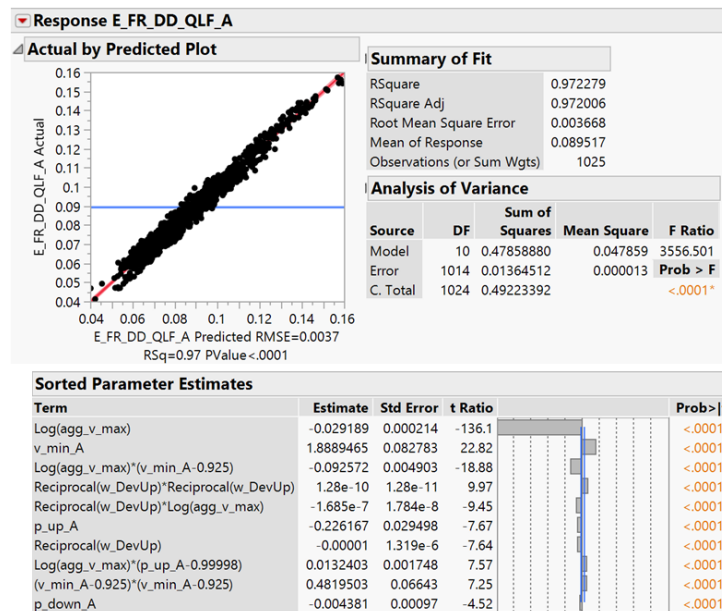 Response E_FR_DD_QLF_A
Actual by Predicted Plot
E_FR_DD_QLF_A Actual
0.16
0.15
0.14
0.13
0.12
0.11
0.1
0.09
0.08
0.07
0.06
0.05
0.04
0.04 0.06 0.08 0.10 0.12 0.14 0.16
E_FR_DD_QLF_A Predicted RMSE=0.0037
RSq=0.97 PValue<.0001
Summary of Fit
RSquare 0.972279
RSquare Adj 0.972006
Root Mean Square Error 0.003668
Mean of Response 0.089517
Observations (or Sum Wgts) 1025
Analysis of Variance
Sum of
Source DF Squares Mean Square F Ratio
Model 10 0.47858880 0.047859 3556.501
Error 1014 0.01364512 0.000013 Prob > F
C. Total 1024 0.49223392 <.0001*
Sorted Parameter Estimates
Term Estimate Std Error t Ratio Prob>|
Log(agg_v_max) -0.029189 0.000214 -136.1 <.0001
v_min_A 1.8889465 0.082783 22.82 <.0001
Log(agg_v_max)*(v_min_A-0.925) -0.092572 0.004903 -18.88 <.0001
Reciprocal(w_DevUp)*Reciprocal(w_DevUp) 1.28e-10 1.28e-11 9.97 <.0001
Reciprocal(w_DevUp)*Log(agg_v_max) -1.685e-7 1.784e-8 -9.45 <.0001
p_up_A -0.226167 0.029498 -7.67 <.0001
Reciprocal(w_DevUp) -0.00001 1.319e-6 -7.64 <.0001
Log(agg_v_max)*(p_up_A-0.99998) 0.0132403 0.001748 7.57 <.0001
(v_min_A-0.925)*(v_min_A-0.925) 0.4819503 0.06643 7.25 <.0001
p_down_A -0.004381 0.00097 -4.52 <.0001